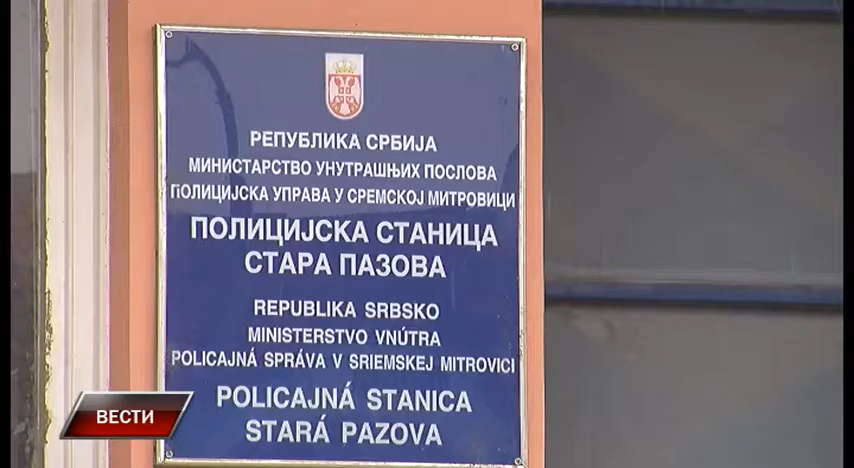 РЕПУБЛИКА СРБИЈА
МИНИСТАРСТВО УНУТРАШЊИХ ПОСЛОВА
ПОЛИЦИЈСКА УПРАВА У СРЕМСКОЈ МИТРОВИЦИ
ПОЛИЦИЈСКА СТАНИЦА
СТАРА ПАЗОВА
REPUBLIKA SRBSKO
MINISTERSTVO VNÚTRA
POLICAJNÁ SPRÁVA V SRIEMSKEJ MITROVICI
POLICAJNÁ STANICA
STARÁ PAZOVA
ВЕСТИ